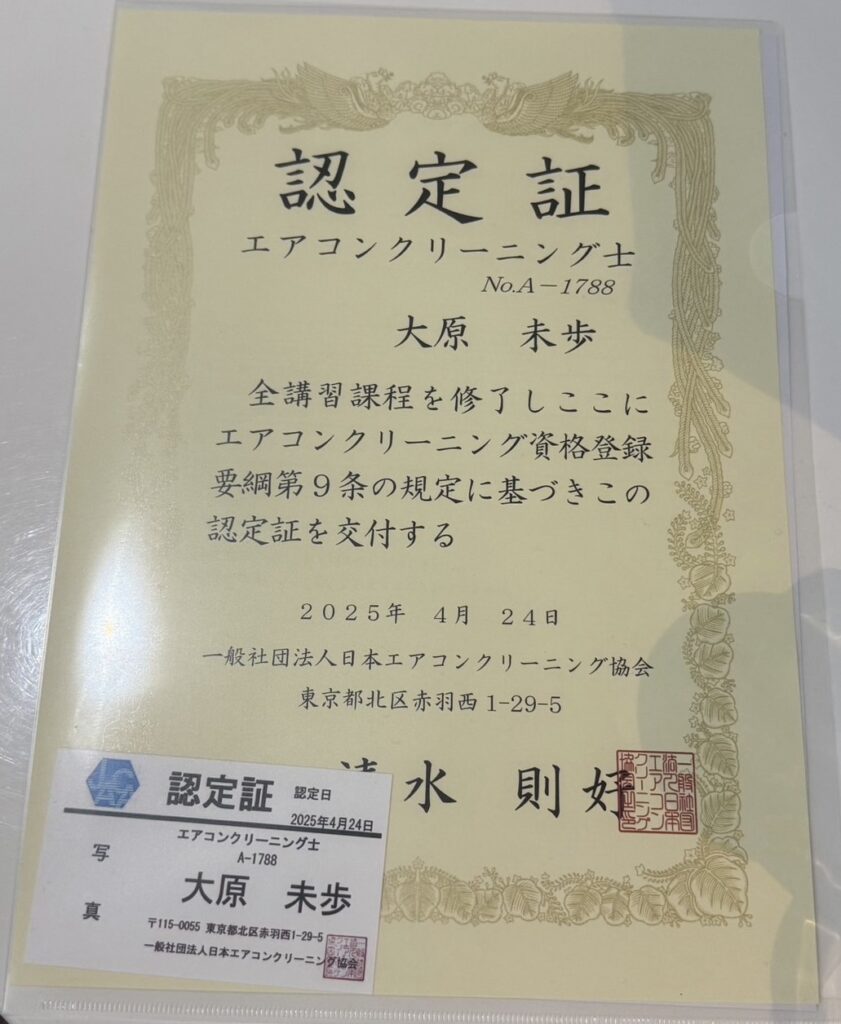 認定証
エアコンクリーニング士
No.A－1788
大原　未歩
全講習課程を修了しここに
エアコンクリーニング資格登録
要綱第９条の規定に基づきこの
認定証を交付する
２０２５年　４月　２４日
一般社団法人日本エアコンクリーニング協会
東京都北区赤羽西1-29-5
水　則好
認定証　認定日
2025年4月24日
エアコンクリーニング士
A-1788
写
大原　未歩
真
〒115-0055 東京都北区赤羽西1-29-5
一般社団法人日本エアコンクリーニング協会